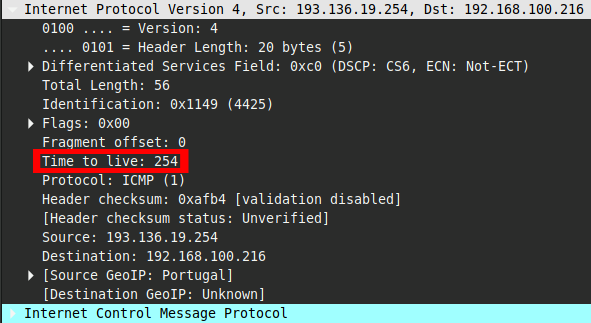 Internet Protocol Version 4, Src: 193.136.19.254, Dst: 192.168.100.216
0100 .... = Version: 4
.... 0101 = Header Length: 20 bytes (5)
Differentiated Services Field: 0xc0 (DSCP: CS6, ECN: Not-ECT)
Total Length: 56
Identification: 0x1149 (4425)
Flags: 0x00
Fragment offset: 0
Time to live: 254
Protocol: ICMP (1)
Header checksum: 0xafb4 [validation disabled]
[Header checksum status: Unverified]
Source: 193.136.19.254
Destination: 192.168.100.216
[Source GeoIP: Portugal]
[Destination GeoIP: Unknown]
Internet Control Message Protocol